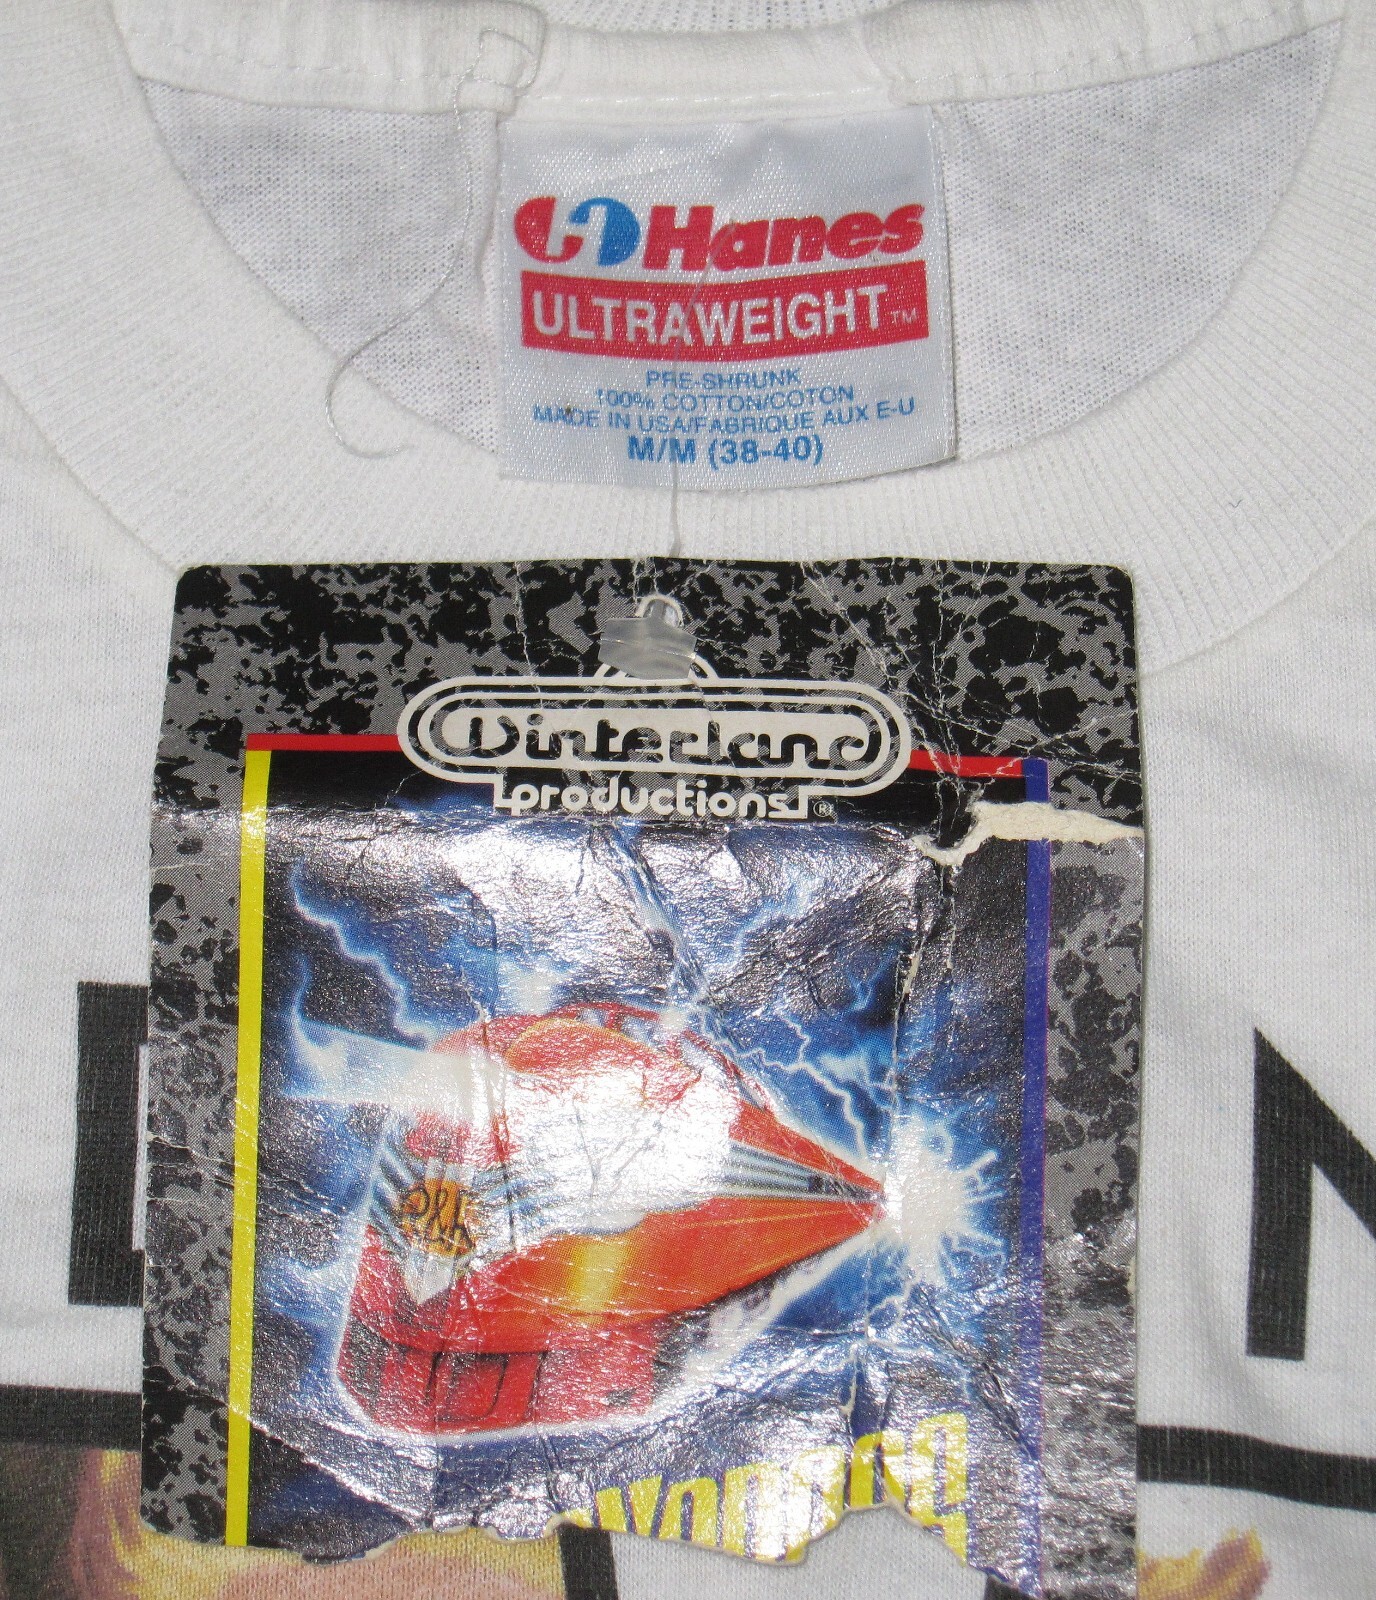 Hanes
ULTRAWEIGHT™
PRE-SHRUNK
100% COTTON/COTON
MADE IN USA/FABRIQUE AUX E-U
M/M (38-40)
Winterland
productions®